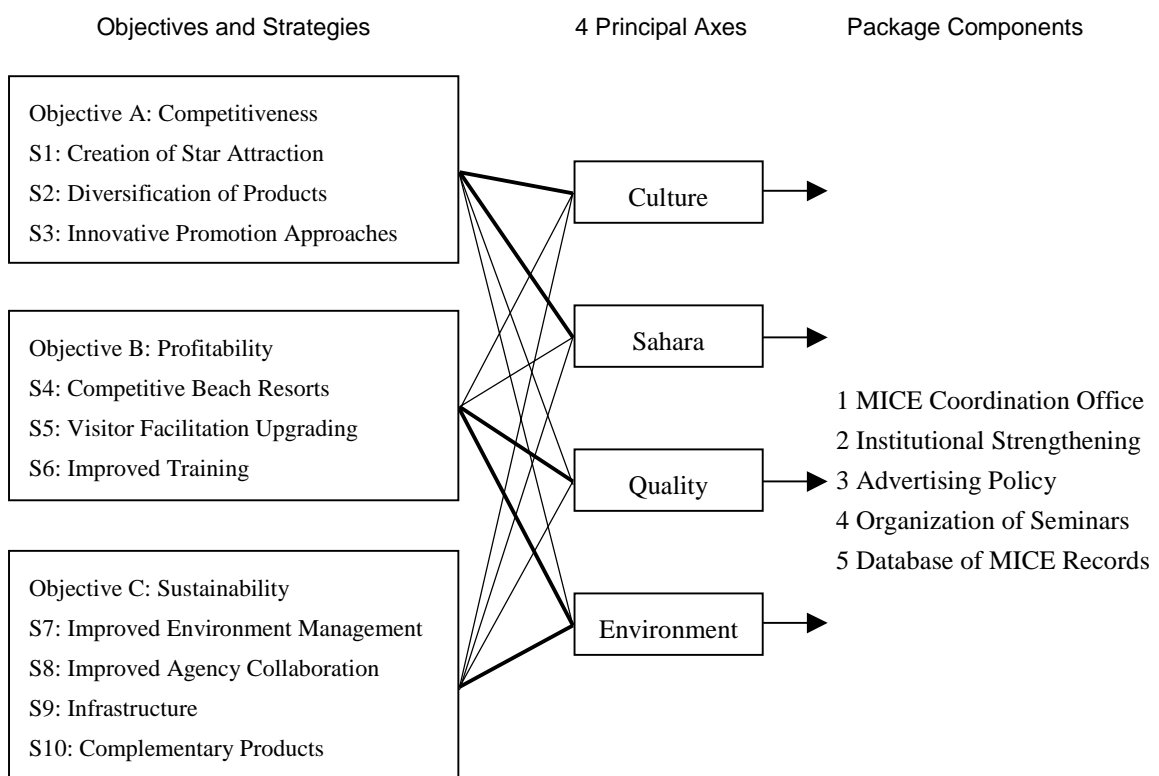 Objectives and Strategies
4 Principal Axes
Package Components
Objective A: Competitiveness
S1: Creation of Star Attraction
S2: Diversification of Products
S3: Innovative Promotion Approaches
Objective B: Profitability
S4: Competitive Beach Resorts
S5: Visitor Facilitation Upgrading
S6: Improved Training
Objective C: Sustainability
S7: Improved Environment Management
S8: Improved Agency Collaboration
S9: Infrastructure
S10: Complementary Products
Culture
Sahara
Quality
Environment
1 MICE Coordination Office
2 Institutional Strengthening
3 Advertising Policy
4 Organization of Seminars
5 Database of MICE Records